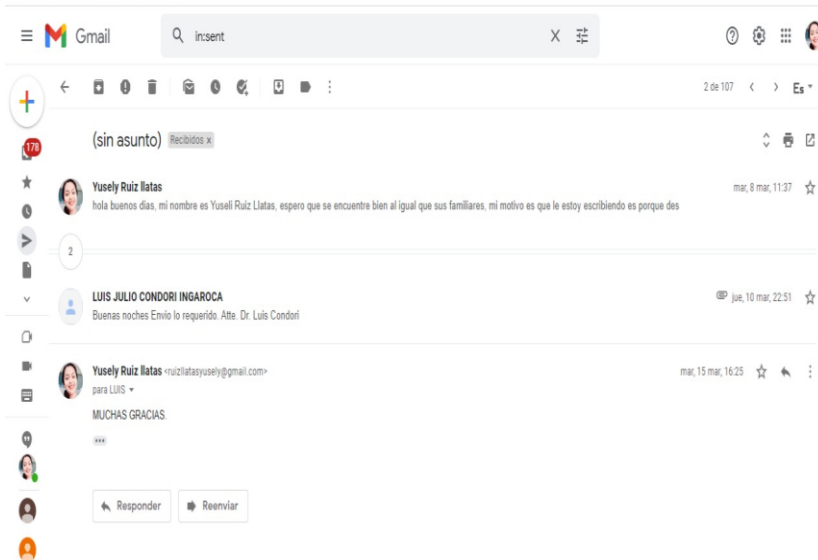 Gmail
in:sent
2 de 107
Es
178
(sin asunto) Recibidos x
Yusely Ruiz llatas
mar, 8 mar, 11:37
hola buenos dias, mi nombre es Yuseli Ruiz Llatas, espero que se encuentre bien al igual que sus familiares, mi motivo es que le estoy escribiendo es porque des
2
LUIS JULIO CONDORI INGAROCA
jue, 10 mar, 22:51
Buenas noches Envio lo requerido. Atte. Dr. Luis Condori
Yusely Ruiz llatas <ruizllatasyusely@gmail.com>
mar, 15 mar, 16:25
para LUIS
MUCHAS GRACIAS.
Responder
Reenviar